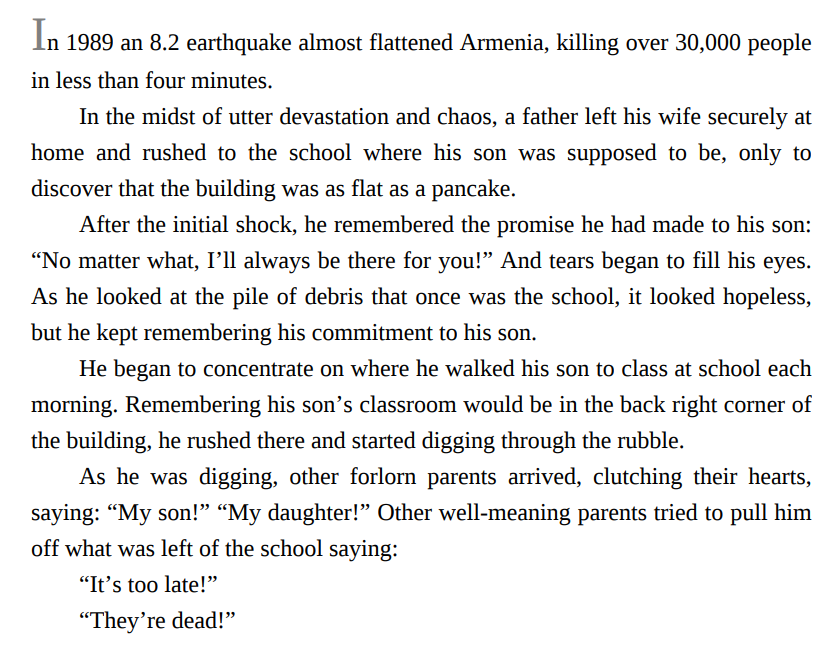 In 1989 an 8.2 earthquake almost flattened Armenia, killing over 30,000 people
in less than four minutes.
In the midst of utter devastation and chaos, a father left his wife securely at
home and rushed to the school where his son was supposed to be, only to
discover that the building was as flat as a pancake.
After the initial shock, he remembered the promise he had made to his son:
“No matter what, I’ll always be there for you!” And tears began to fill his eyes.
As he looked at the pile of debris that once was the school, it looked hopeless,
but he kept remembering his commitment to his son.
He began to concentrate on where he walked his son to class at school each
morning. Remembering his son’s classroom would be in the back right corner of
the building, he rushed there and started digging through the rubble.
As he was digging, other forlorn parents arrived, clutching their hearts,
saying: “My son!” “My daughter!” Other well-meaning parents tried to pull him
off what was left of the school saying:
“It’s too late!”
“They’re dead!”